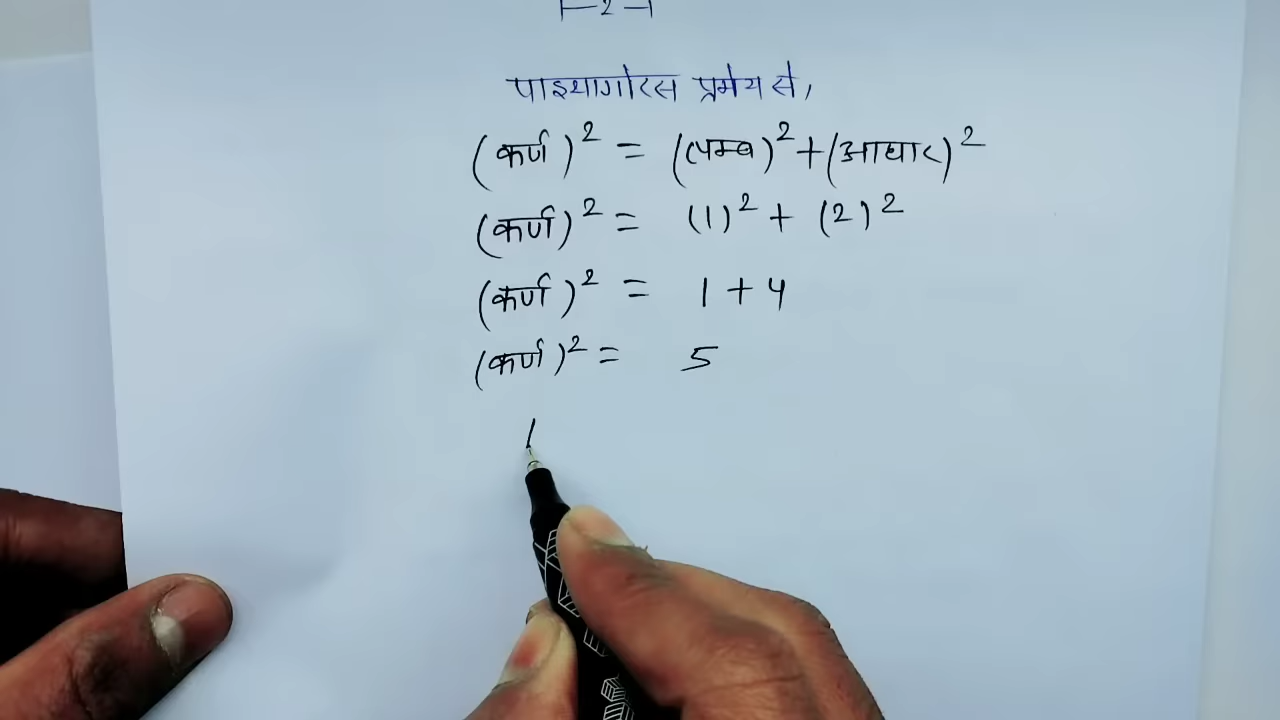 |—2—|
पाइथागोरस प्रमेय से,
(कर्ण)² = (लम्ब)² + (आधार)²
(कर्ण)² = (1)² + (2)²
(कर्ण)² = 1 + 4
(कर्ण)² = 5